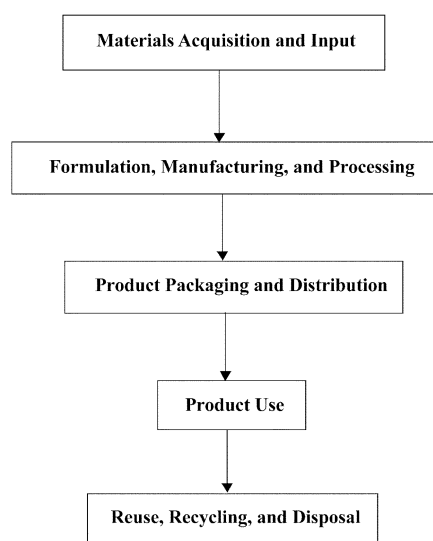 Materials Acquisition and Input
Formulation, Manufacturing, and Processing
Product Packaging and Distribution
Product Use
Reuse, Recycling, and Disposal